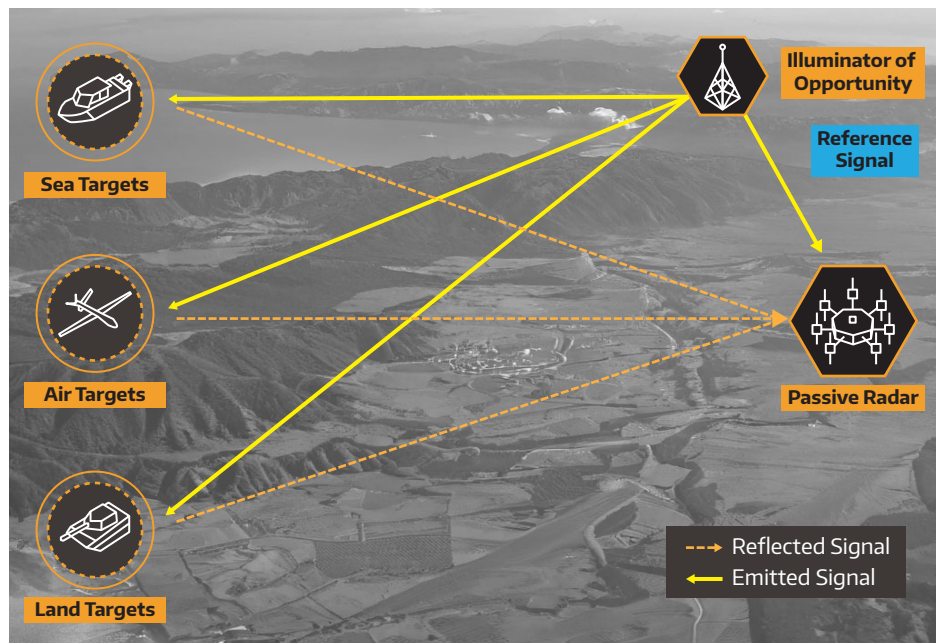 Illuminator of
Opportunity
Reference
Signal
Sea Targets
Air Targets
Passive Radar
Land Targets
Reflected Signal
Emitted Signal